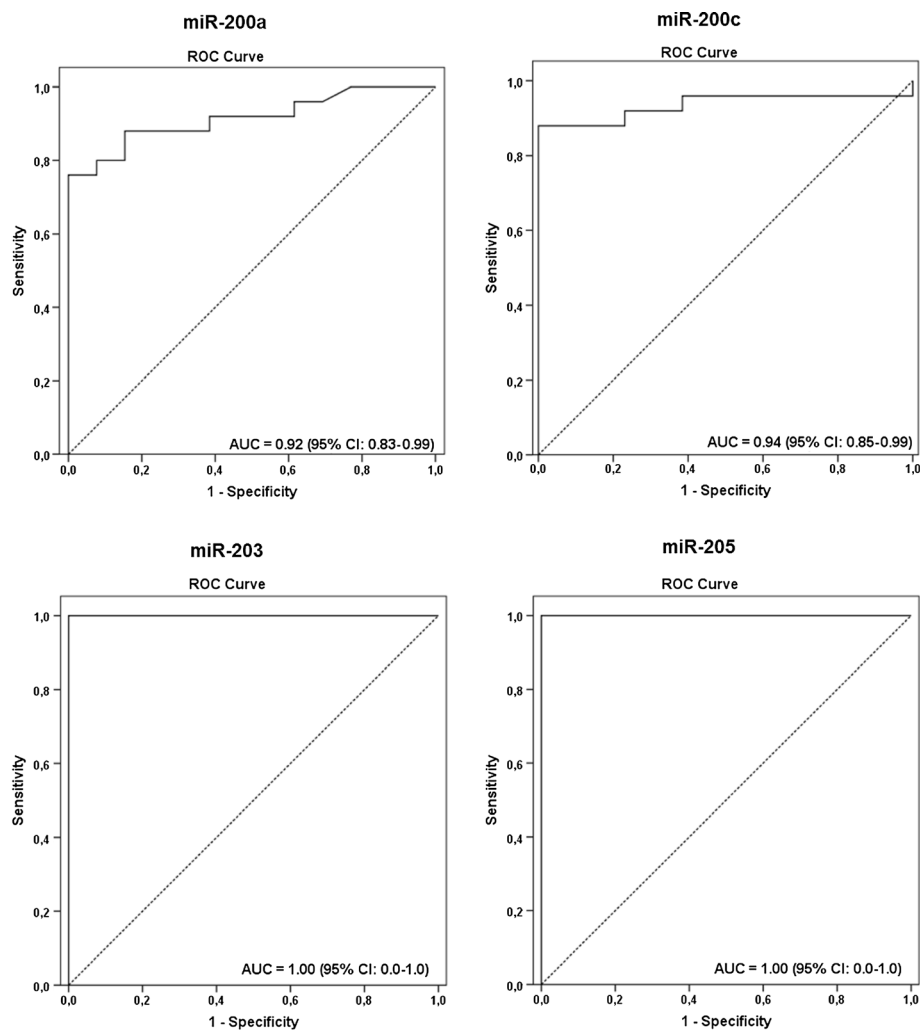 miR-200a
ROC Curve
1,0
0,8
0,6
0,4
0,2
0,0
Sensitivity
AUC = 0.92 (95% CI: 0.83-0.99)
0,0 0,2 0,4 0,6 0,8 1,0
1 - Specificity
miR-200c
ROC Curve
1,0
0,8
0,6
0,4
0,2
0,0
Sensitivity
AUC = 0.94 (95% CI: 0.85-0.99)
0,0 0,2 0,4 0,6 0,8 1,0
1 - Specificity
miR-203
ROC Curve
1,0
0,8
0,6
0,4
0,2
0,0
Sensitivity
AUC = 1.00 (95% CI: 0.0-1.0)
0,0 0,2 0,4 0,6 0,8 1,0
1 - Specificity
miR-205
ROC Curve
1,0
0,8
0,6
0,4
0,2
0,0
Sensitivity
AUC = 1.00 (95% CI: 0.0-1.0)
0,0 0,2 0,4 0,6 0,8 1,0
1 - Specificity